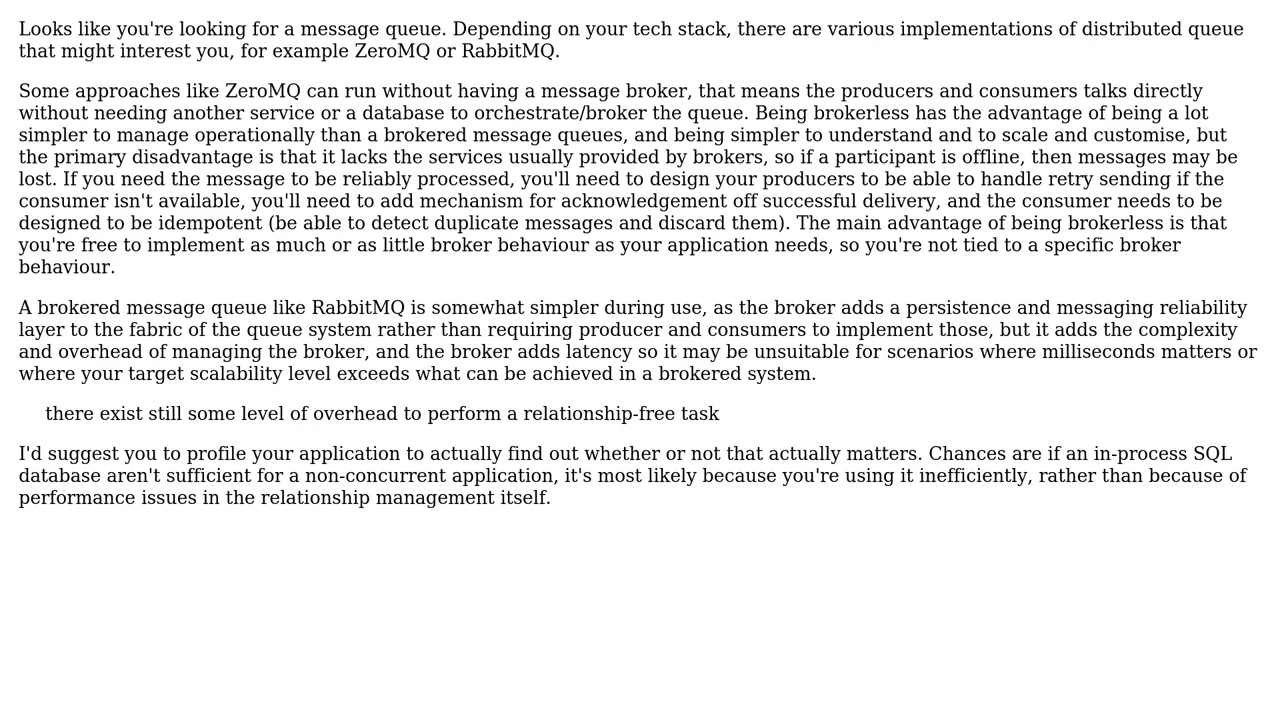 Looks like you're looking for a message queue. Depending on your tech stack, there are various implementations of distributed queue
that might interest you, for example ZeroMQ or RabbitMQ.
Some approaches like ZeroMQ can run without having a message broker, that means the producers and consumers talks directly
without needing another service or a database to orchestrate/broker the queue. Being brokerless has the advantage of being a lot
simpler to manage operationally than a brokered message queues, and being simpler to understand and to scale and customise, but
the primary disadvantage is that it lacks the services usually provided by brokers, so if a participant is offline, then messages may be
lost. If you need the message to be reliably processed, you'll need to design your producers to be able to handle retry sending if the
consumer isn't available, you'll need to add mechanism for acknowledgement off successful delivery, and the consumer needs to be
designed to be idempotent (be able to detect duplicate messages and discard them). The main advantage of being brokerless is that
you're free to implement as much or as little broker behaviour as your application needs, so you're not tied to a specific broker
behaviour.
A brokered message queue like RabbitMQ is somewhat simpler during use, as the broker adds a persistence and messaging reliability
layer to the fabric of the queue system rather than requiring producer and consumers to implement those, but it adds the complexity
and overhead of managing the broker, and the broker adds latency so it may be unsuitable for scenarios where milliseconds matters or
where your target scalability level exceeds what can be achieved in a brokered system.
there exist still some level of overhead to perform a relationship-free task
I'd suggest you to profile your application to actually find out whether or not that actually matters. Chances are if an in-process SQL
database aren't sufficient for a non-concurrent application, it's most likely because you're using it inefficiently, rather than because of
performance issues in the relationship management itself.